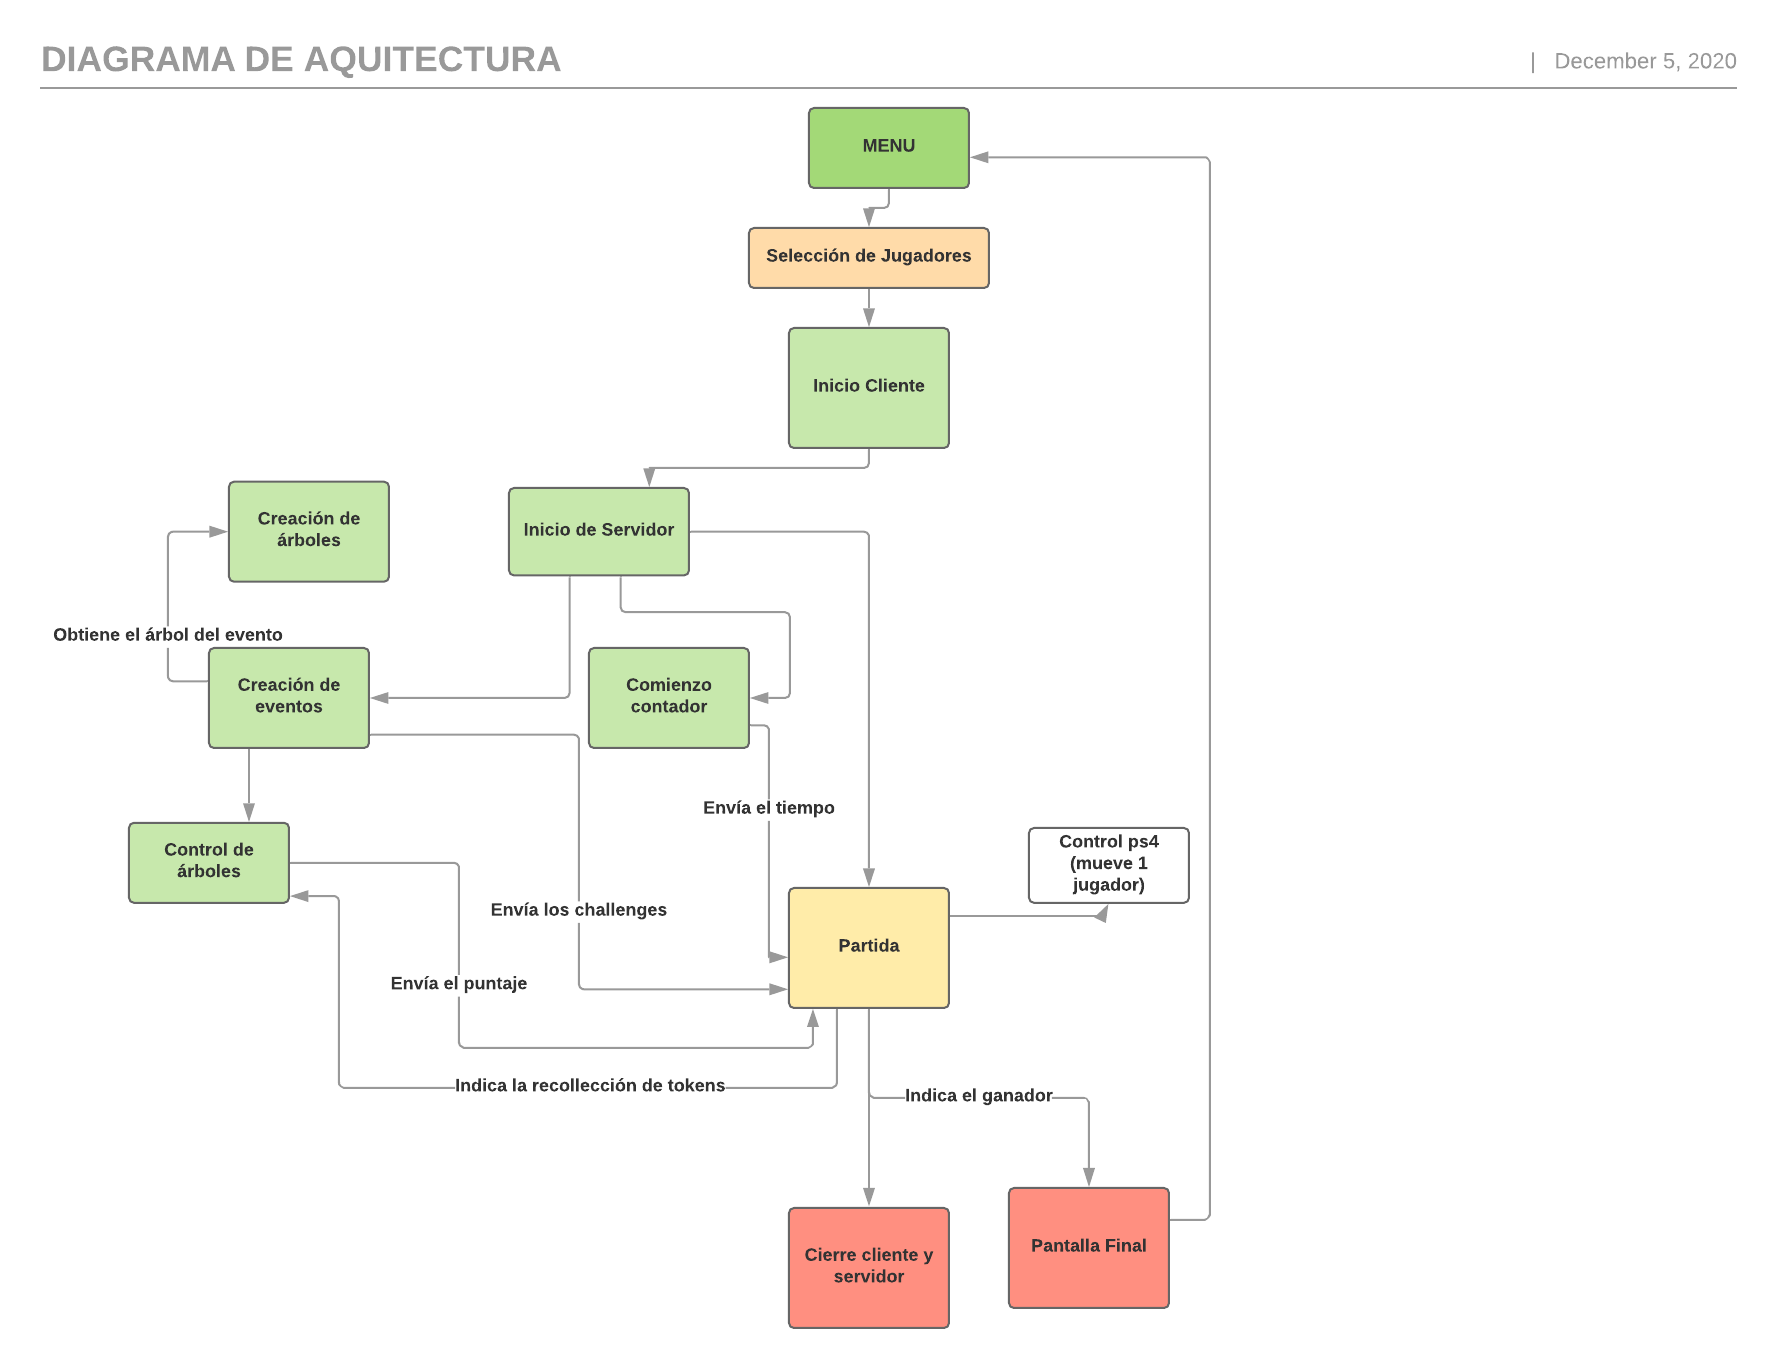 DIAGRAMA DE AQUITECTURA
| December 5, 2020
MENU
Selección de Jugadores
Inicio Cliente
Creación de
árboles
Inicio de Servidor
Obtiene el árbol del evento
Creación de
eventos
Comienzo
contador
Envía el tiempo
Control de
árboles
Control ps4
(mueve 1
jugador)
Envía los challenges
Partida
Envía el puntaje
Indica la recollección de tokens
Indica el ganador
Cierre cliente y
servidor
Pantalla Final